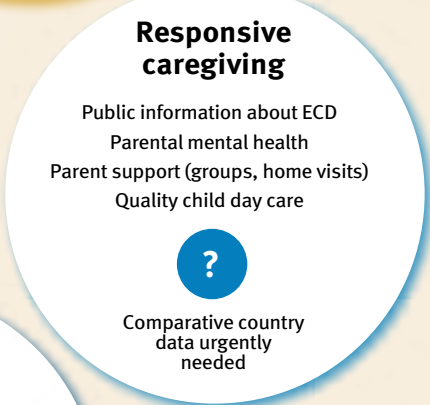 Responsive
caregiving
Public information about ECD
Parental mental health
Parent support (groups, home visits)
Quality child day care
?
Comparative country
data urgently
needed